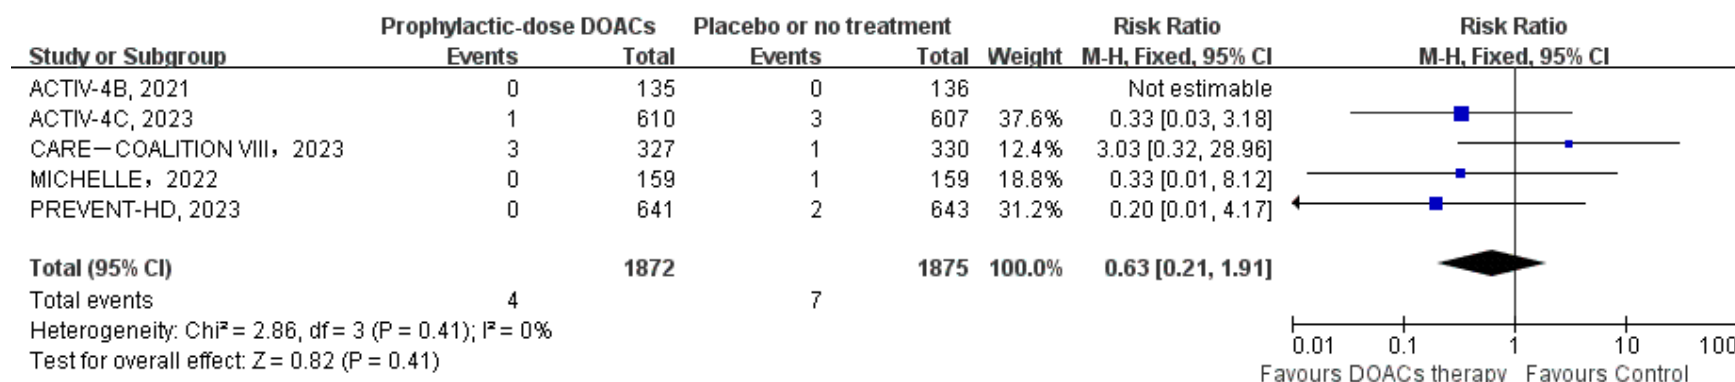 Prophylactic-dose DOACs Placebo or no treatment Risk Ratio Risk Ratio
Study or Subgroup Events Total Events Total Weight M-H, Fixed, 95% CI M-H, Fixed, 95% CI
ACTIV-4B, 2021 0 135 0 136 Not estimable
ACTIV-4C, 2023 1 610 3 607 37.6% 0.33 [0.03, 3.18]
CARE—COALITION VIII，2023 3 327 1 330 12.4% 3.03 [0.32, 28.96]
MICHELLE，2022 0 159 1 159 18.8% 0.33 [0.01, 8.12]
PREVENT-HD, 2023 0 641 2 643 31.2% 0.20 [0.01, 4.17]
Total (95% CI) 1872 1875 100.0% 0.63 [0.21, 1.91]
Total events 4 7
Heterogeneity: Chi² = 2.86, df = 3 (P = 0.41); I² = 0%
Test for overall effect: Z = 0.82 (P = 0.41)
0.01 0.1 1 10 100
Favours DOACs therapy Favours Control